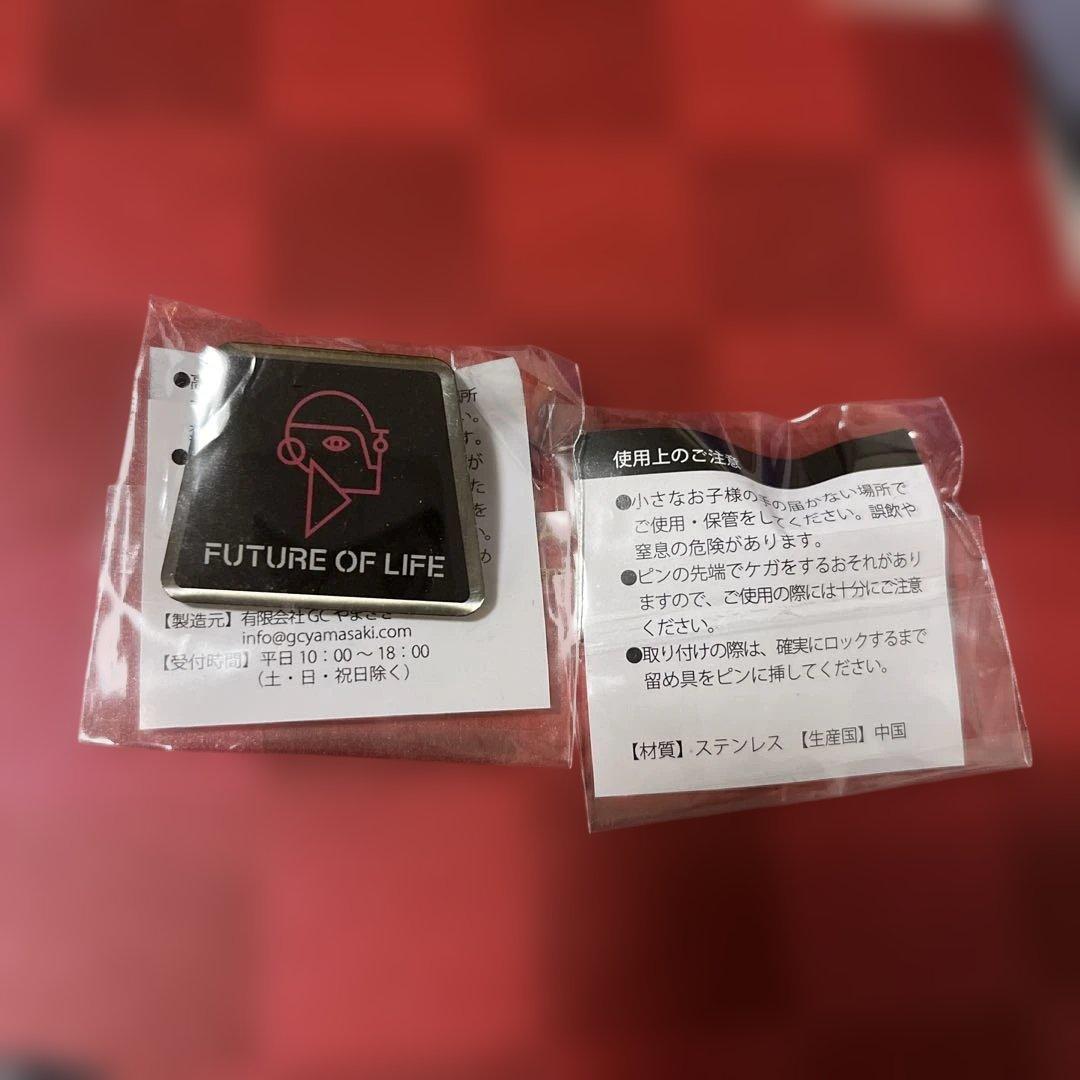 FUTURE OF LIFE
【製造元】有限会社GCやまさき
info@gcyamasaki.com
【受付時間】平日10:00〜18:00
(土・日・祝日除く)
使用上のご注意
●小さなお子様の手の届かない場所で
ご使用・保管をしてください。誤飲や
窒息の危険があります。
●ピンの先端でケガをするおそれがあり
ますので、ご使用の際には十分にご注意
ください。
●取り付けの際は、確実にロックするまで
留め具をピンに挿してください。
【材質】ステンレス 【生産国】中国